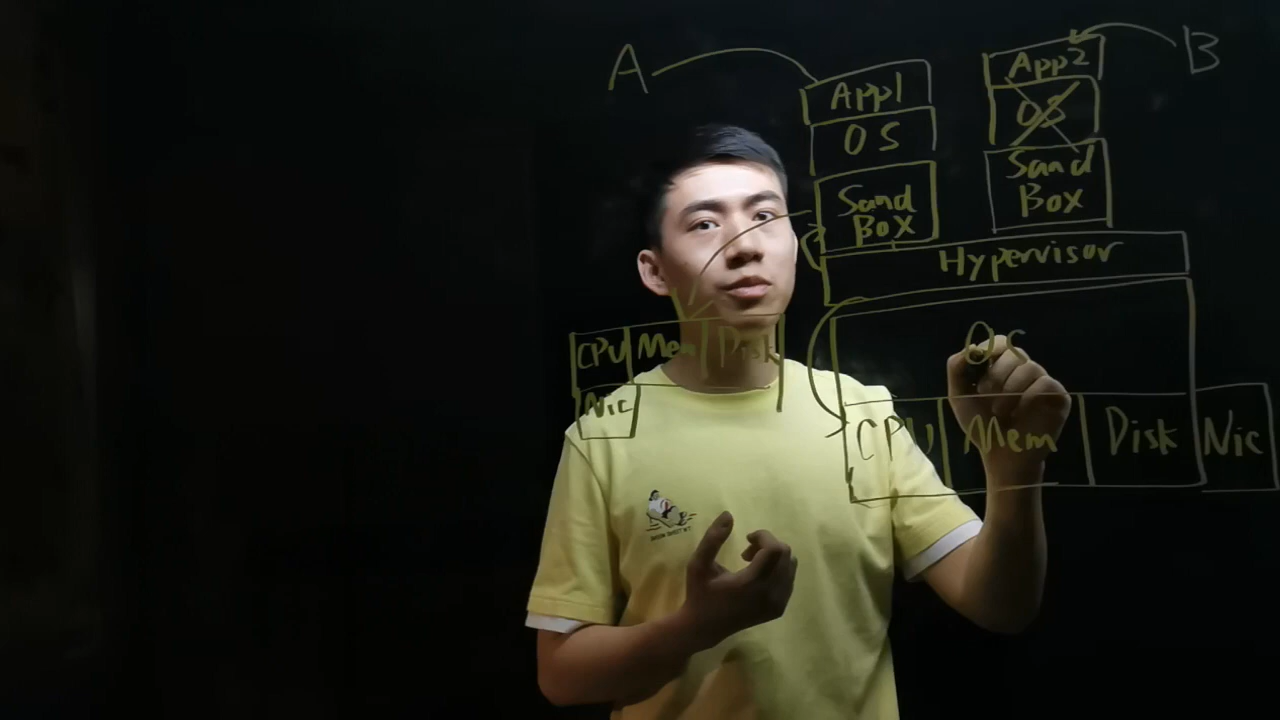 A
App1
OS
Sand
Box
App2
B
OS
Sand
Box
Hypervisor
OS
CPU Mem Disk
Nic
CPU Mem Disk Nic